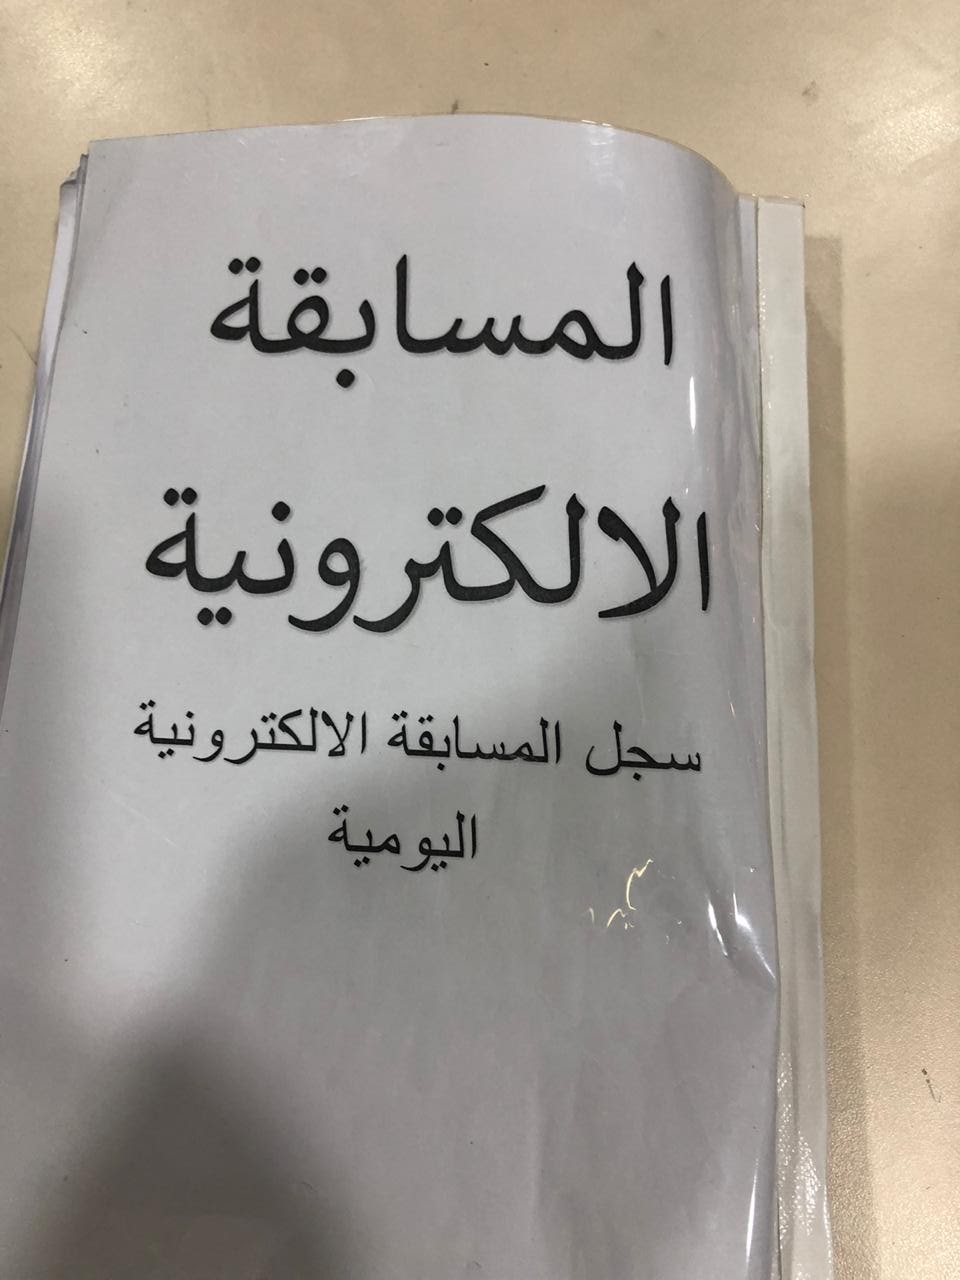 المسابقة
الالكترونية
سجل المسابقة الالكترونية
اليومية